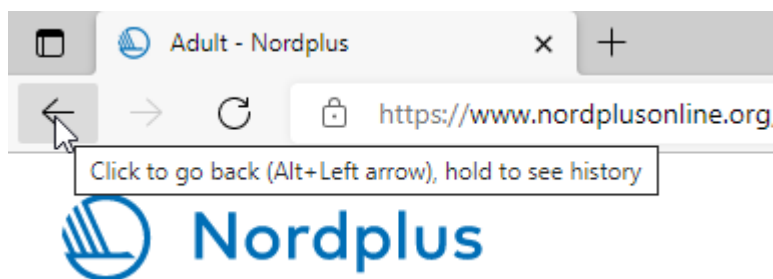 Adult - Nordplus
https://www.nordplusonline.org
Click to go back (Alt+Left arrow), hold to see history
Nordplus